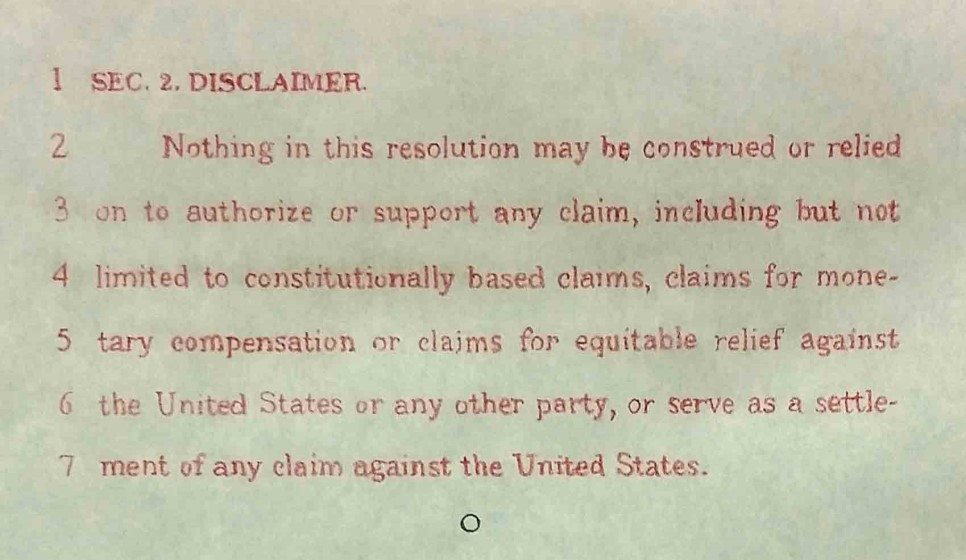 1 SEC. 2. DISCLAIMER.
2 Nothing in this resolution may be construed or relied
3 on to authorize or support any claim, including but not
4 limited to constitutionally based claims, claims for mone-
5 tary compensation or claims for equitable relief against
6 the United States or any other party, or serve as a settle-
7 ment of any claim against the United States.
○